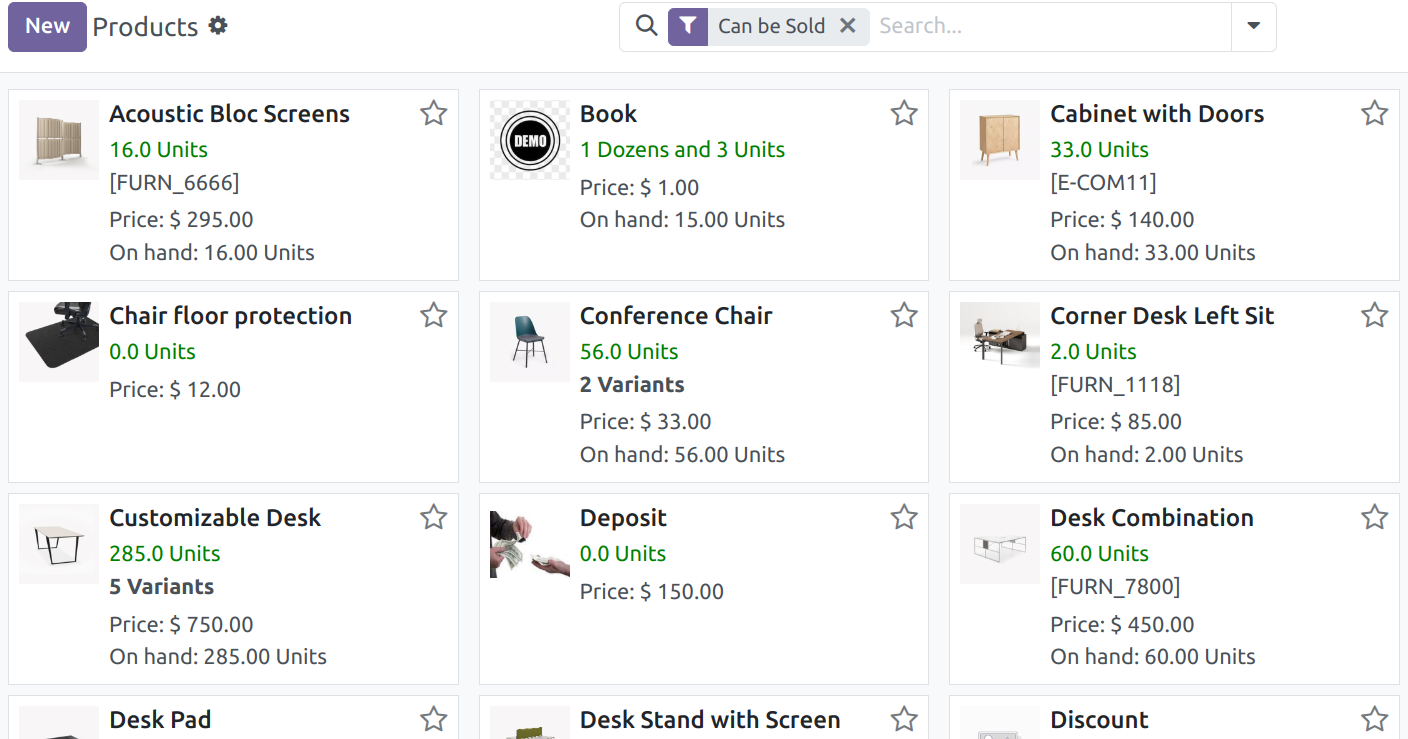 New Products Can be Sold Search...
Acoustic Bloc Screens
16.0 Units
[FURN_6666]
Price: $ 295.00
On hand: 16.00 Units
DEMO
Book
1 Dozens and 3 Units
Price: $ 1.00
On hand: 15.00 Units
Cabinet with Doors
33.0 Units
[E-COM11]
Price: $ 140.00
On hand: 33.00 Units
Chair floor protection
0.0 Units
Price: $ 12.00
Conference Chair
56.0 Units
2 Variants
Price: $ 33.00
On hand: 56.00 Units
Corner Desk Left Sit
2.0 Units
[FURN_1118]
Price: $ 85.00
On hand: 2.00 Units
Customizable Desk
285.0 Units
5 Variants
Price: $ 750.00
On hand: 285.00 Units
Deposit
0.0 Units
Price: $ 150.00
Desk Combination
60.0 Units
[FURN_7800]
Price: $ 450.00
On hand: 60.00 Units
Desk Pad
Desk Stand with Screen
Discount